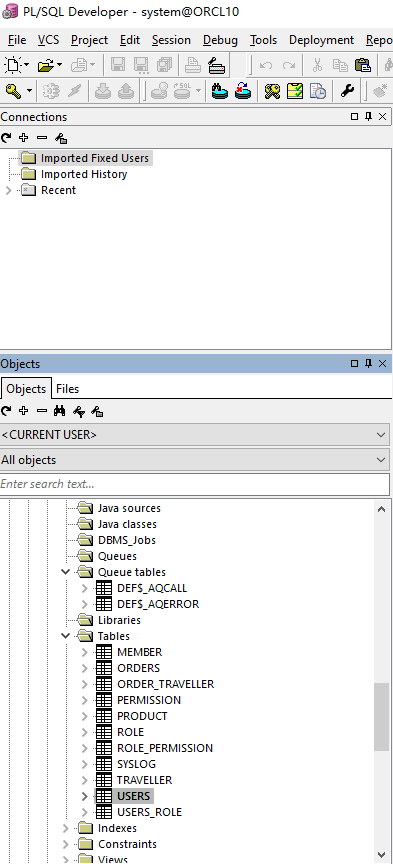 PL/SQL Developer - system@ORCL10
File VCS Project Edit Session Debug Tools Deployment Repo
SQL
Connections
Imported Fixed Users
Imported History
Recent
Objects
Objects Files
<CURRENT USER>
All objects
Enter search text...
Java sources
Java classes
DBMS_Jobs
Queues
Queue tables
DEF$_AQCALL
DEF$_AQERROR
Libraries
Tables
MEMBER
ORDERS
ORDER_TRAVELLER
PERMISSION
PRODUCT
ROLE
ROLE_PERMISSION
SYSLOG
TRAVELLER
USERS
USERS_ROLE
Indexes
Constraints
Views